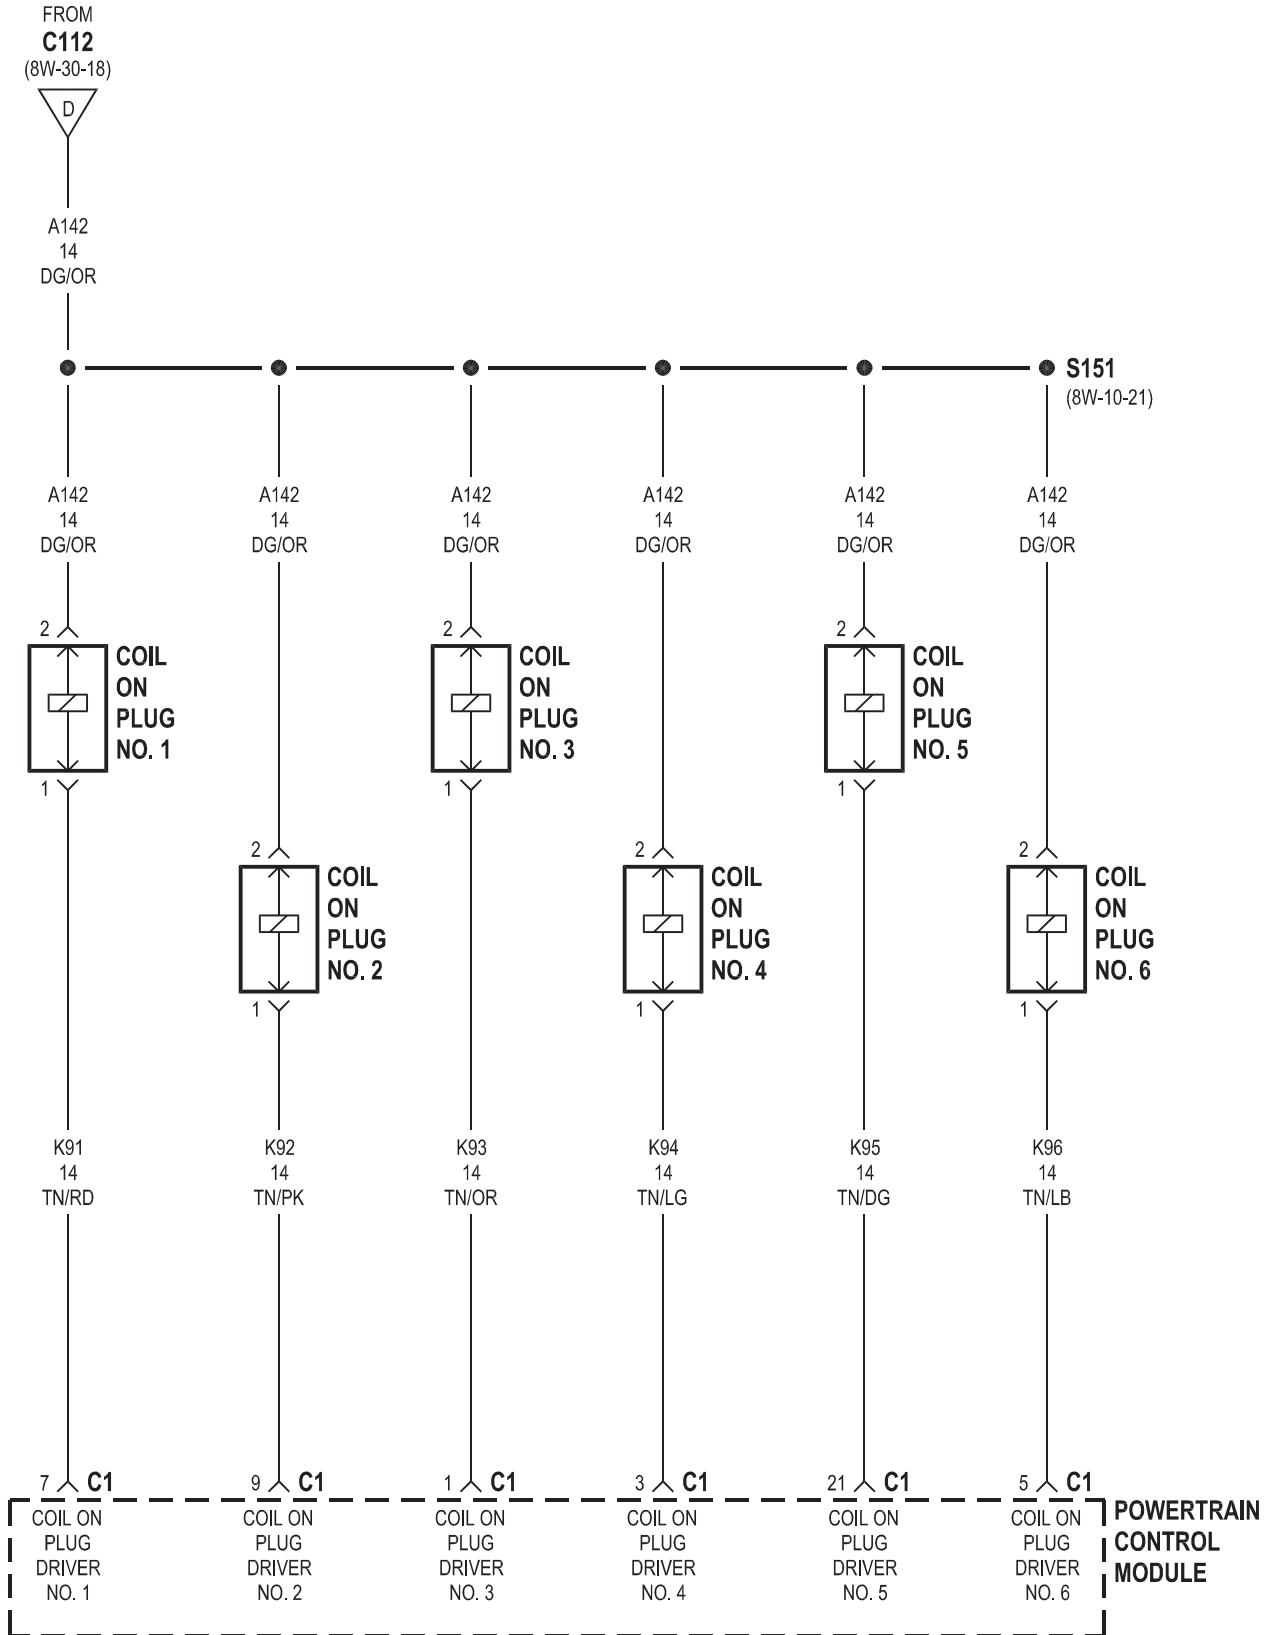 FROM
C112
(8W-30-18)
D
A142
14
DG/OR
S151
(8W-10-21)
A142
14
DG/OR
A142
14
DG/OR
A142
14
DG/OR
A142
14
DG/OR
A142
14
DG/OR
A142
14
DG/OR
2
COIL
ON
PLUG
NO. 1
1
2
COIL
ON
PLUG
NO. 3
1
2
COIL
ON
PLUG
NO. 5
1
2
COIL
ON
PLUG
NO. 2
1
2
COIL
ON
PLUG
NO. 4
1
2
COIL
ON
PLUG
NO. 6
1
K91
14
TN/RD
K92
14
TN/PK
K93
14
TN/OR
K94
14
TN/LG
K95
14
TN/DG
K96
14
TN/LB
7 C1
9 C1
1 C1
3 C1
21 C1
5 C1
COIL ON
PLUG
DRIVER
NO. 1
COIL ON
PLUG
DRIVER
NO. 2
COIL ON
PLUG
DRIVER
NO. 3
COIL ON
PLUG
DRIVER
NO. 4
COIL ON
PLUG
DRIVER
NO. 5
COIL ON
PLUG
DRIVER
NO. 6
POWERTRAIN
CONTROL
MODULE